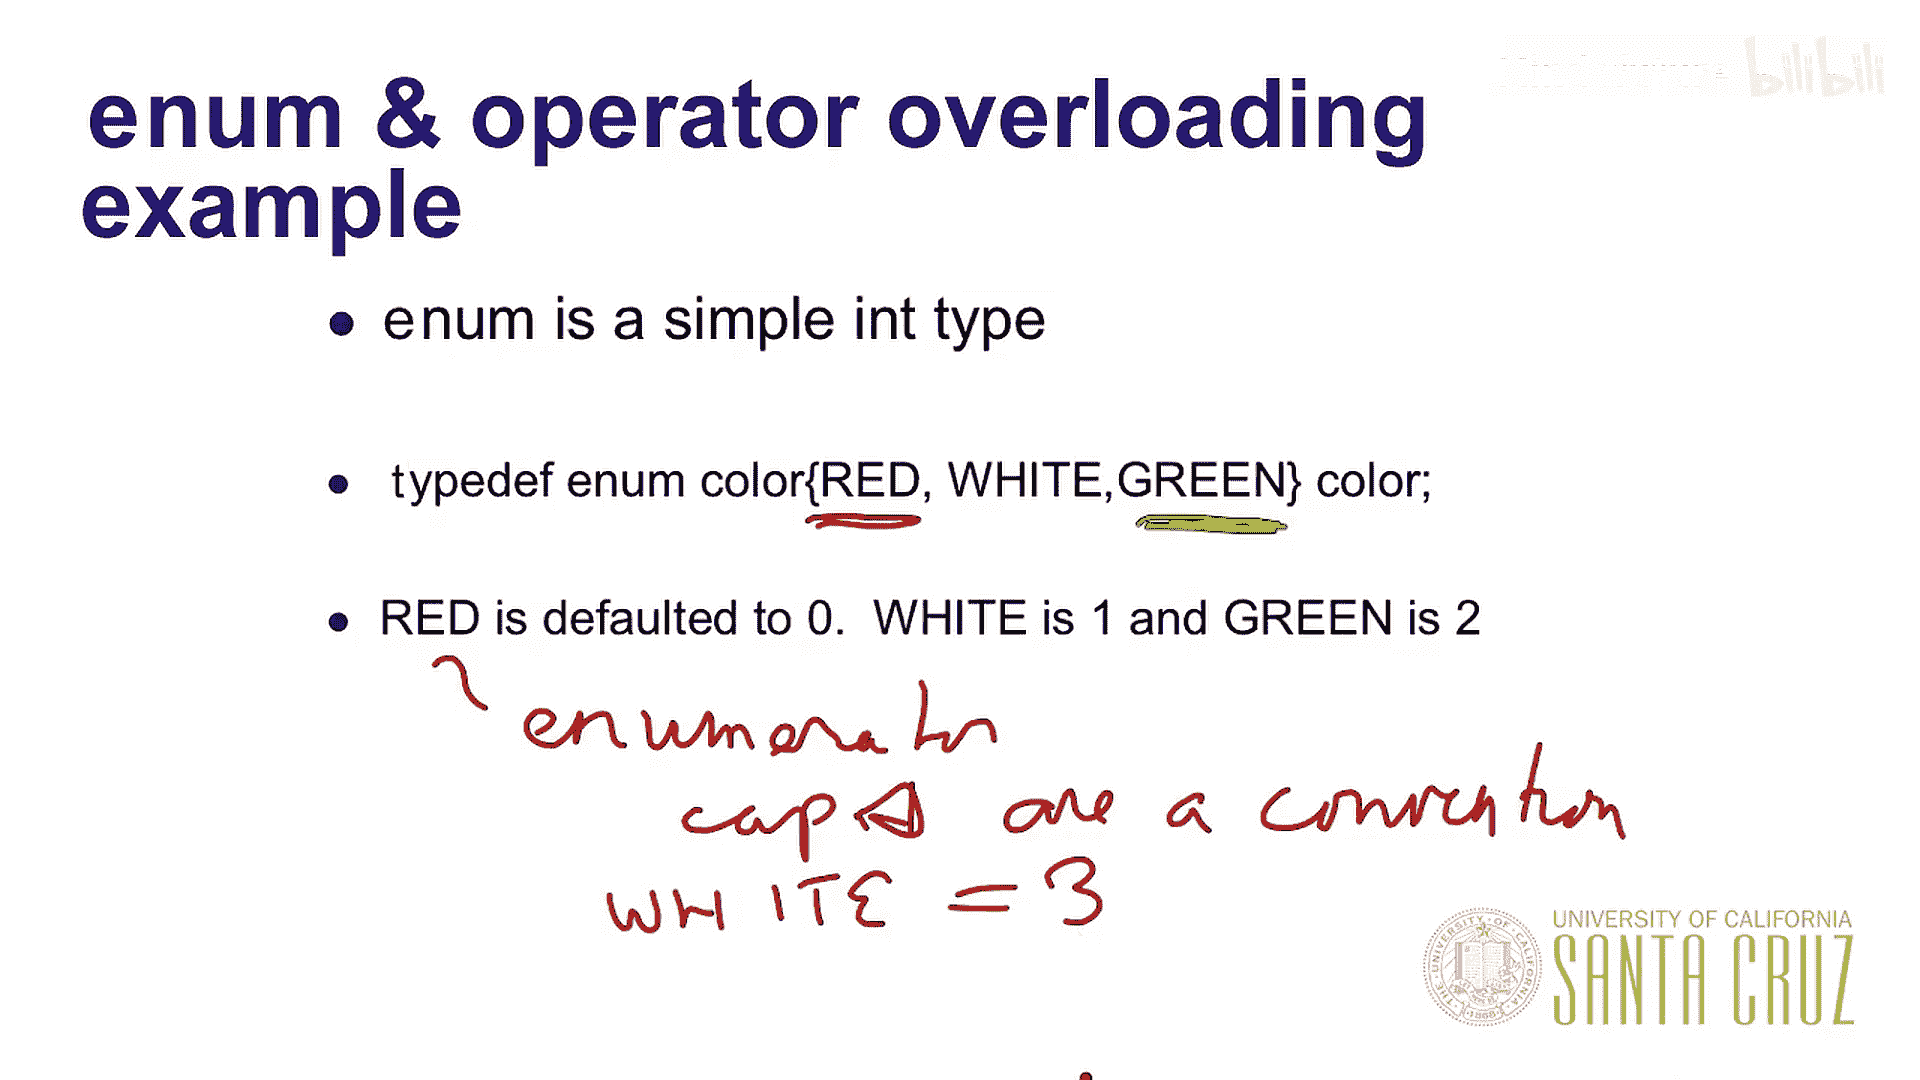 enum & operator overloading
example
enum is a simple int type
typedef enum color{RED, WHITE,GREEN} color;
RED is defaulted to 0. WHITE is 1 and GREEN is 2
enumerator
caps are a convention
WHITE = 3
UNIVERSITY OF CALIFORNIA
SANTA CRUZ
bilibili